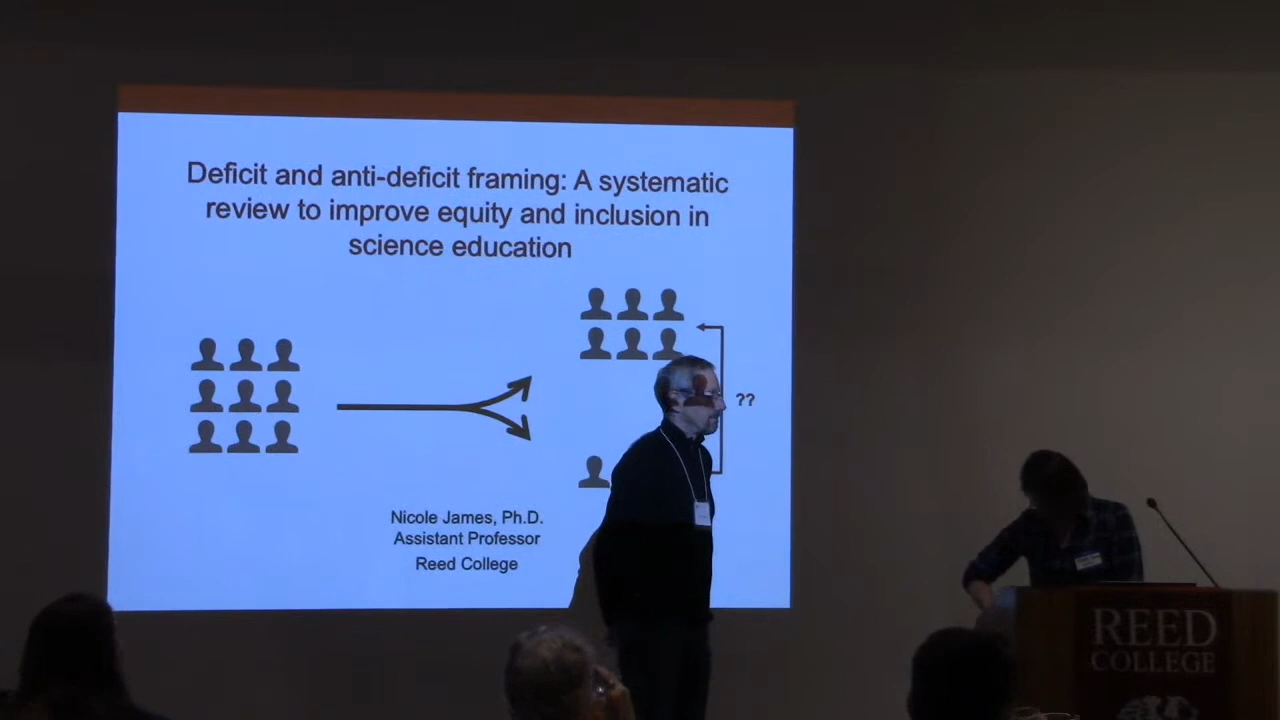 Deficit and anti-deficit framing: A systematic
review to improve equity and inclusion in
science education
??
Nicole James, Ph.D.
Assistant Professor
Reed College
REED
COLLEGE